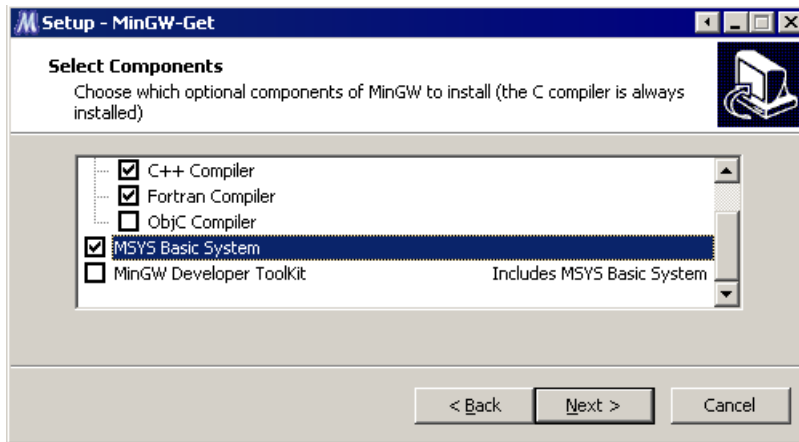 Setup - MinGW-Get
Select Components
Choose which optional components of MinGW to install (the C compiler is always
installed)
C++ Compiler
Fortran Compiler
ObjC Compiler
MSYS Basic System
MinGW Developer ToolKit Includes MSYS Basic System
< Back Next > Cancel